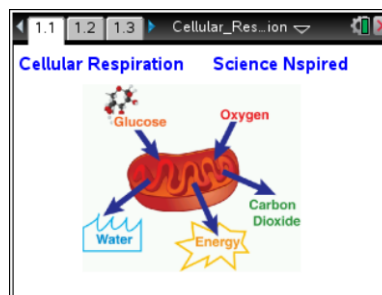 1.1 1.2 1.3 Cellular_Res...ion
Cellular Respiration Science Nspired
Glucose
Oxygen
Carbon
Dioxide
Water
Energy